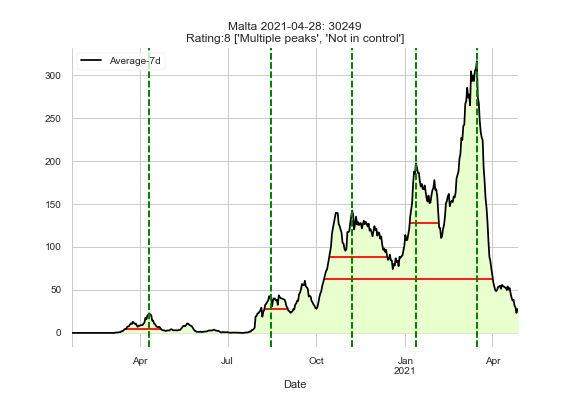 Malta 2021-04-28: 30249
Rating:8 ['Multiple peaks', 'Not in control']
Average-7d
300
250
200
150
100
50
0
Apr Jul Oct Jan Apr
2021
Date